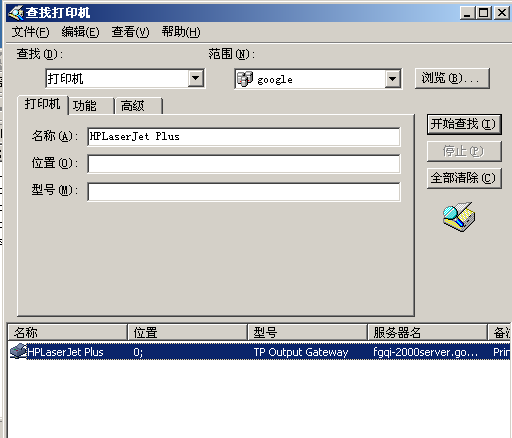 查找打印机
文件(F) 编辑(E) 查看(V) 帮助(H)
查找(D): 范围(N):
打印机 google 浏览(B)...
打印机 功能 高级
名称(A): HPLaserJet Plus 开始查找(I)
位置(O): 停止(P)
型号(M): 全部清除(C)
名称 位置 型号 服务器名 备注
HPLaserJet Plus 0; TP Output Gateway fgqi-2000server.go... Prin